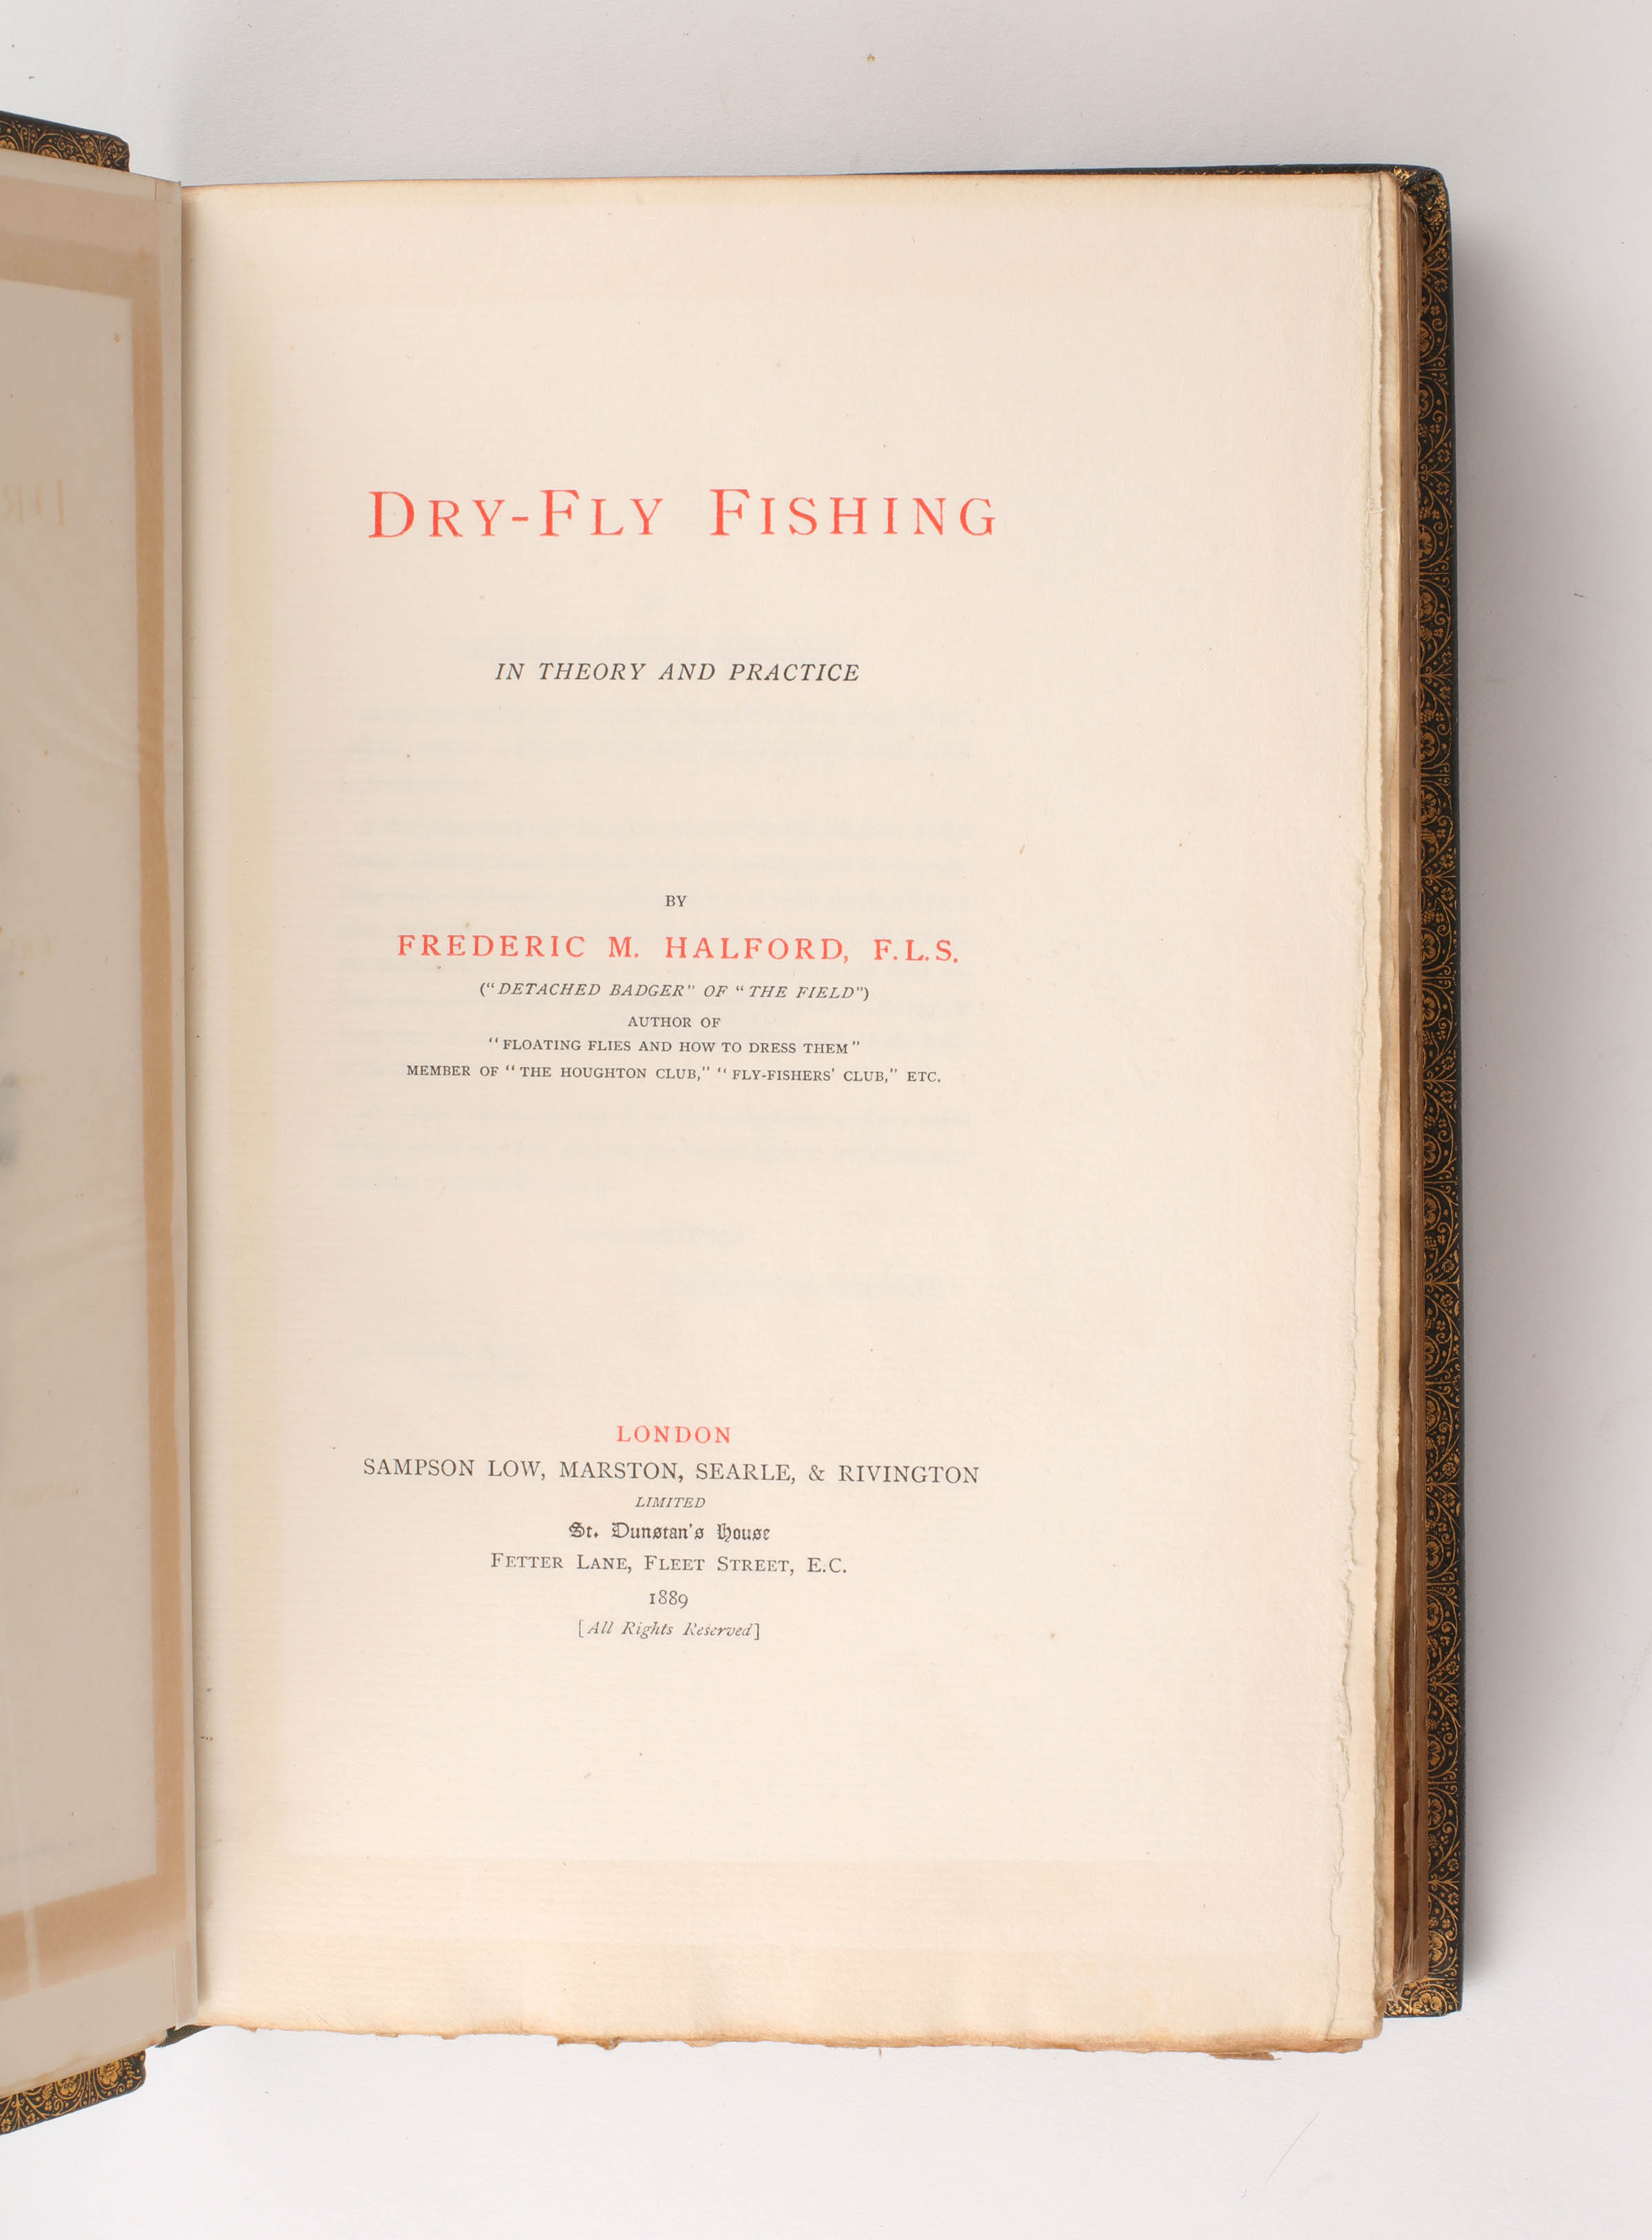 DRY-FLY FISHING
IN THEORY AND PRACTICE
BY
FREDERIC M. HALFORD, F.L.S.
("DETACHED BADGER" OF "THE FIELD")
AUTHOR OF
"FLOATING FLIES AND HOW TO DRESS THEM"
MEMBER OF "THE HOUGHTON CLUB," "FLY-FISHERS' CLUB," ETC.
LONDON
SAMPSON LOW, MARSTON, SEARLE, & RIVINGTON
LIMITED
St. Dunstan's House
FETTER LANE, FLEET STREET, E.C.
1889
[All Rights Reserved]